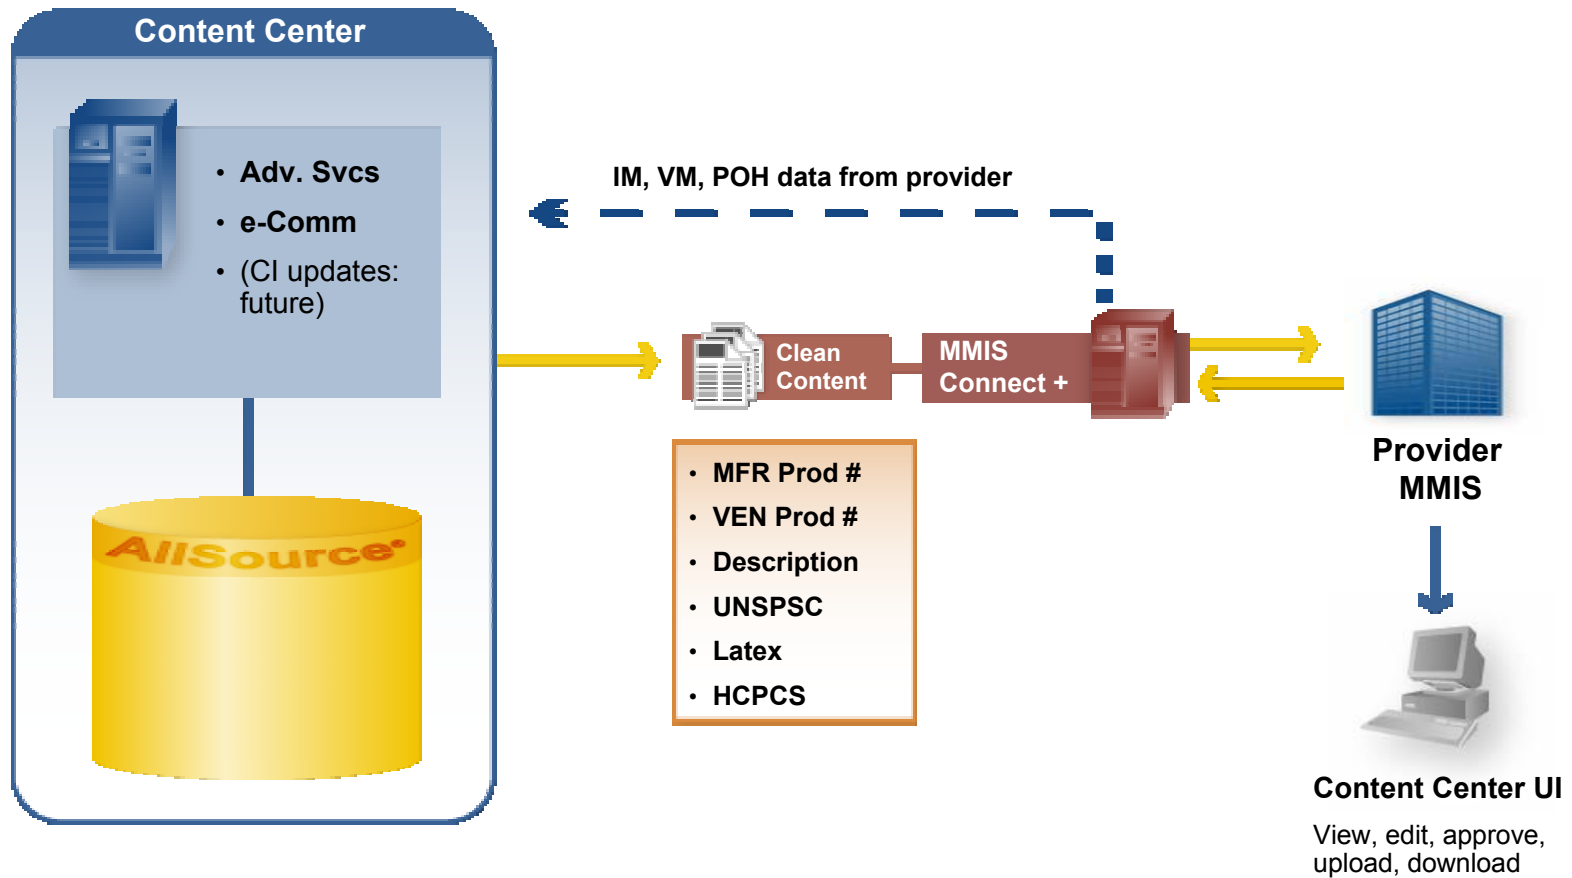 Content Center
• Adv. Svcs
• e-Comm
• (CI updates:
future)
AllSource®
IM, VM, POH data from provider
Clean
Content
MMIS
Connect +
• MFR Prod #
• VEN Prod #
• Description
• UNSPSC
• Latex
• HCPCS
Provider
MMIS
Content Center UI
View, edit, approve,
upload, download